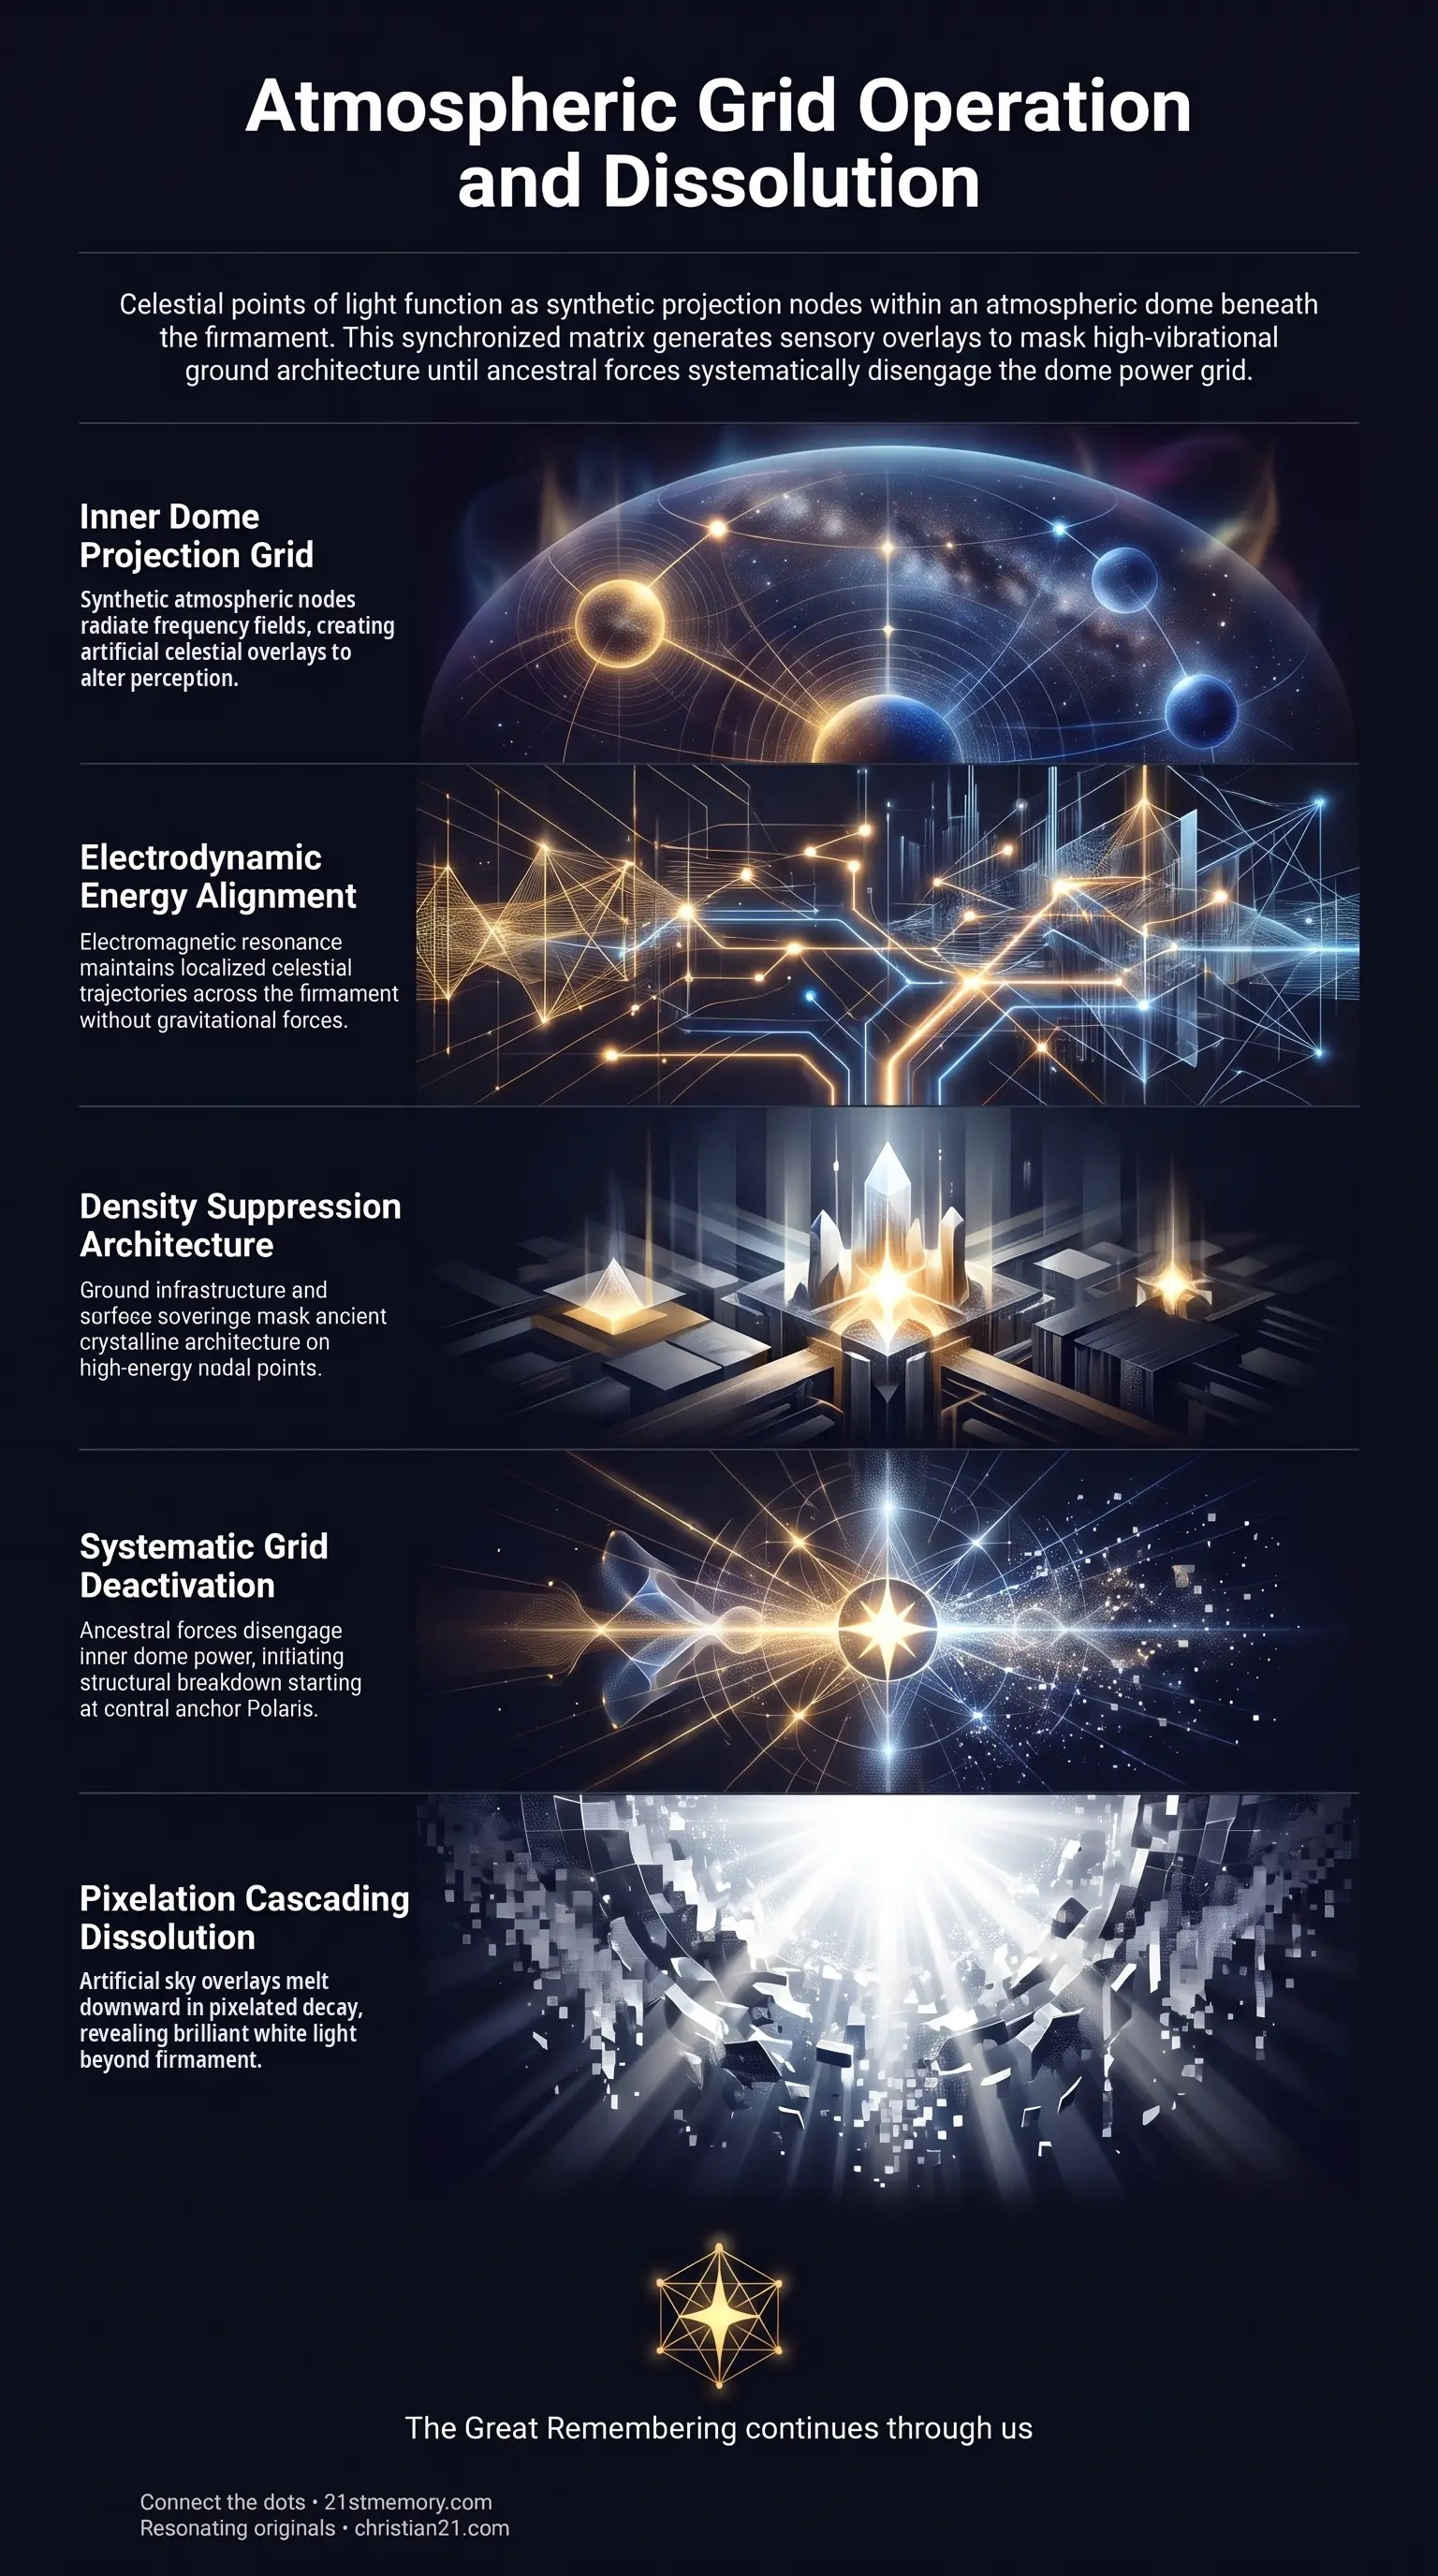 Atmospheric Grid Operation
and Dissolution
Celestial points of light function as synthetic projection nodes within an atmospheric dome beneath
the firmament. This synchronized matrix generates sensory overlays to mask high-vibrational
ground architecture until ancestral forces systematically disengage the dome power grid.
Inner Dome
Projection Grid
Synthetic atmospheric nodes
radiate frequency fields, creating
artificial celestial overlays to
alter perception.
Electrodynamic
Energy Alignment
Electromagnetic resonance
maintains localized celestial
trajectories across the firmament
without gravitational forces.
Density Suppression
Architecture
Ground infrastructure and
sorfece soveringe mask ancient
crystalline architecture on
high-energy nodal points.
Systematic Grid
Deactivation
Ancestral forces disengage
inner dome power, initiating
structural breakdown starting
at central anchor Polaris.
Pixelation Cascading
Dissolution
Artificial sky overlays melt
downward in pixelated decay,
revealing brilliant white light
beyond firmament.
The Great Remembering continues through us
Connect the dots • 21stmemory.com
Resonating originals • christian21.com